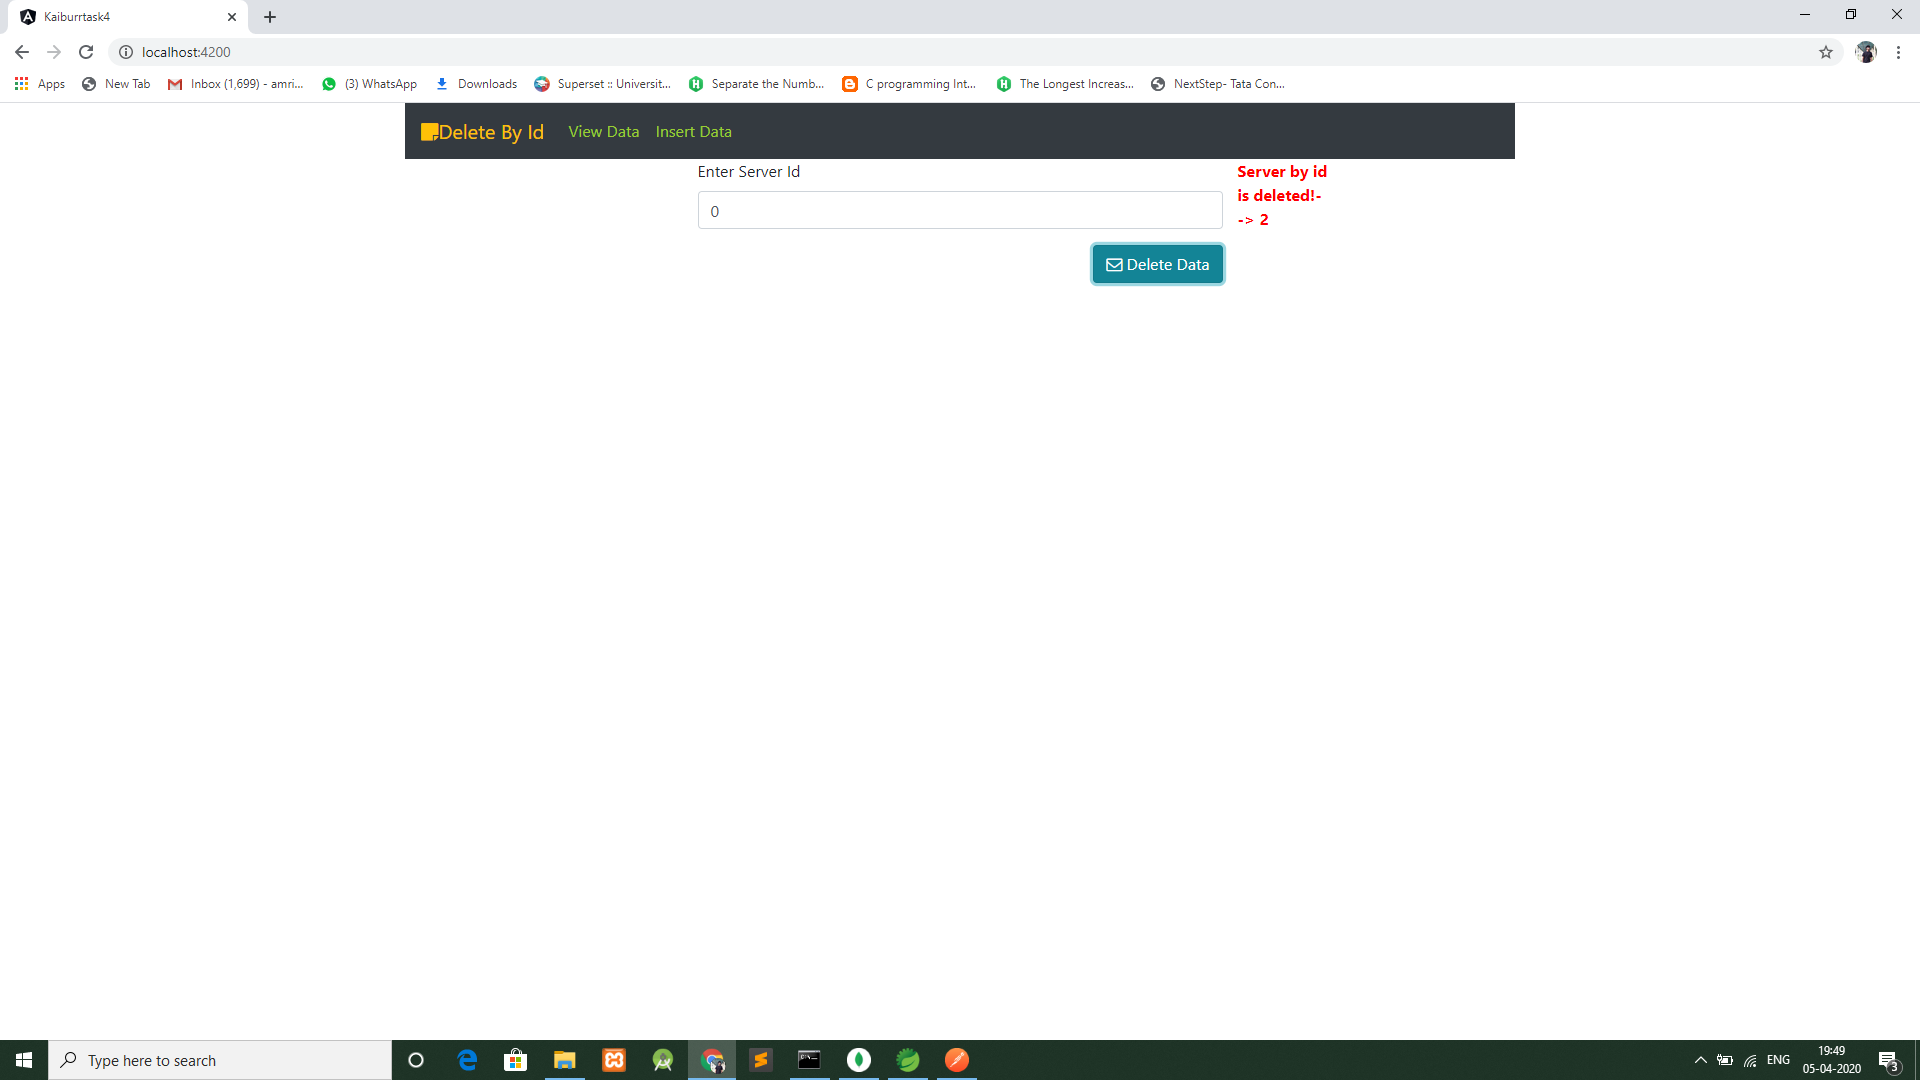 Kaiburrtask4
localhost:4200
Apps New Tab Inbox (1,699) - amri... (3) WhatsApp Downloads Superset :: Universit... Separate the Numb... C programming Int... The Longest Increas... NextStep- Tata Con...
Delete By Id View Data Insert Data
Enter Server Id
0
Server by id
is deleted!-
-> 2
Delete Data
Type here to search
ENG
19:49
05-04-2020
3